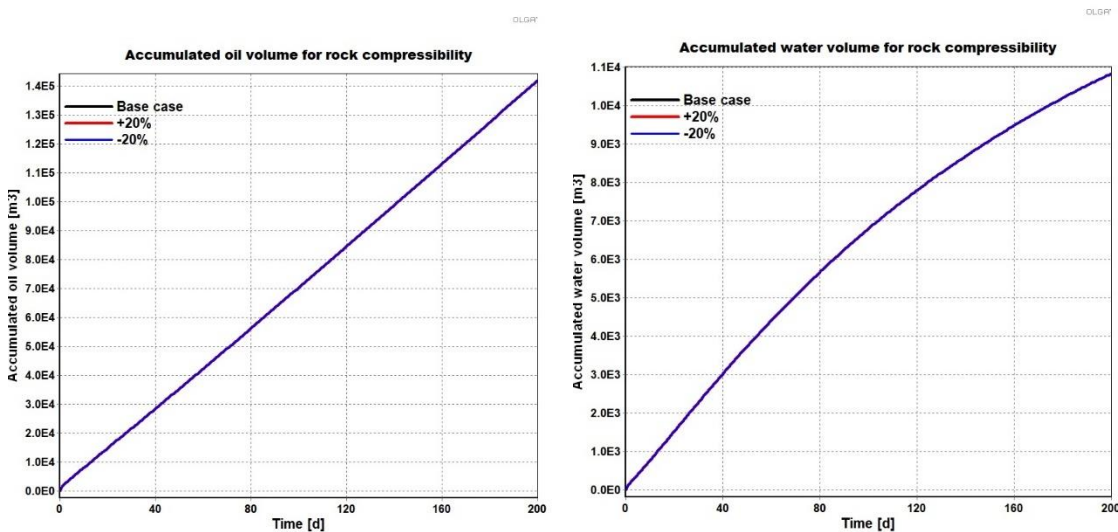 OLGA
Accumulated oil volume for rock compressibility
Accumulated oil volume [m3]
1.4E5
1.3E5
1.2E5
1.1E5
1.0E5
9.0E4
8.0E4
7.0E4
6.0E4
5.0E4
4.0E4
3.0E4
2.0E4
1.0E4
0.0E0
Base case
+20%
-20%
0 40 80 120 160 200
Time [d]
OLGA
Accumulated water volume for rock compressibility
Accumulated water volume [m3]
1.1E4
1.0E4
9.0E3
8.0E3
7.0E3
6.0E3
5.0E3
4.0E3
3.0E3
2.0E3
1.0E3
0.0E0
Base case
+20%
-20%
0 40 80 120 160 200
Time [d]